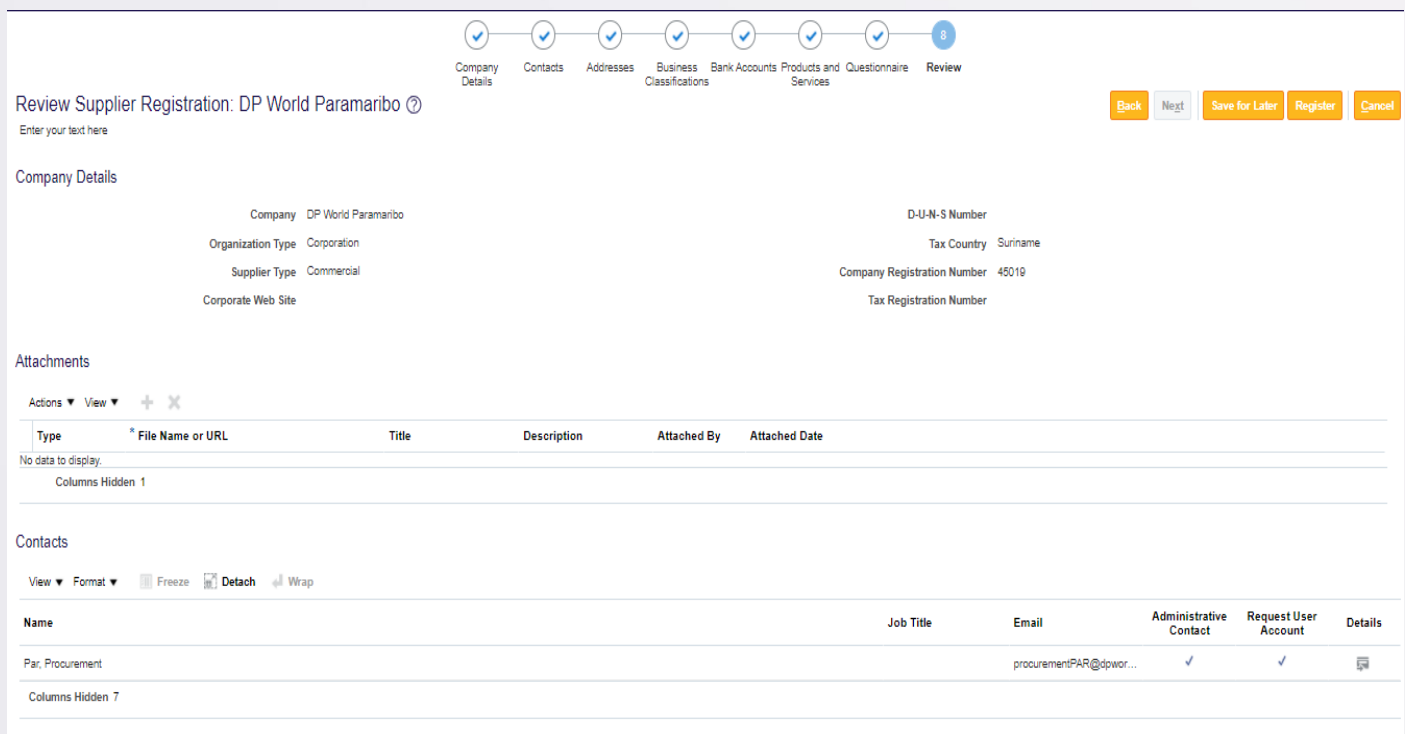 8
Company Details
Contacts
Addresses
Business Classifications
Bank Accounts
Products and Services
Questionnaire
Review
Review Supplier Registration: DP World Paramaribo ?
Back Next Save for Later Register Cancel
Enter your text here
Company Details
Company DP World Paramaribo
D-U-N-S Number
Organization Type Corporation
Tax Country Suriname
Supplier Type Commercial
Company Registration Number 45019
Corporate Web Site
Tax Registration Number
Attachments
Actions ▼ View ▼
Type * File Name or URL Title Description Attached By Attached Date
No data to display.
Columns Hidden 1
Contacts
View ▼ Format ▼ Freeze Detach Wrap
Name Job Title Email Administrative Contact Request User Account Details
Par, Procurement procurementPAR@dpwor...
Columns Hidden 7